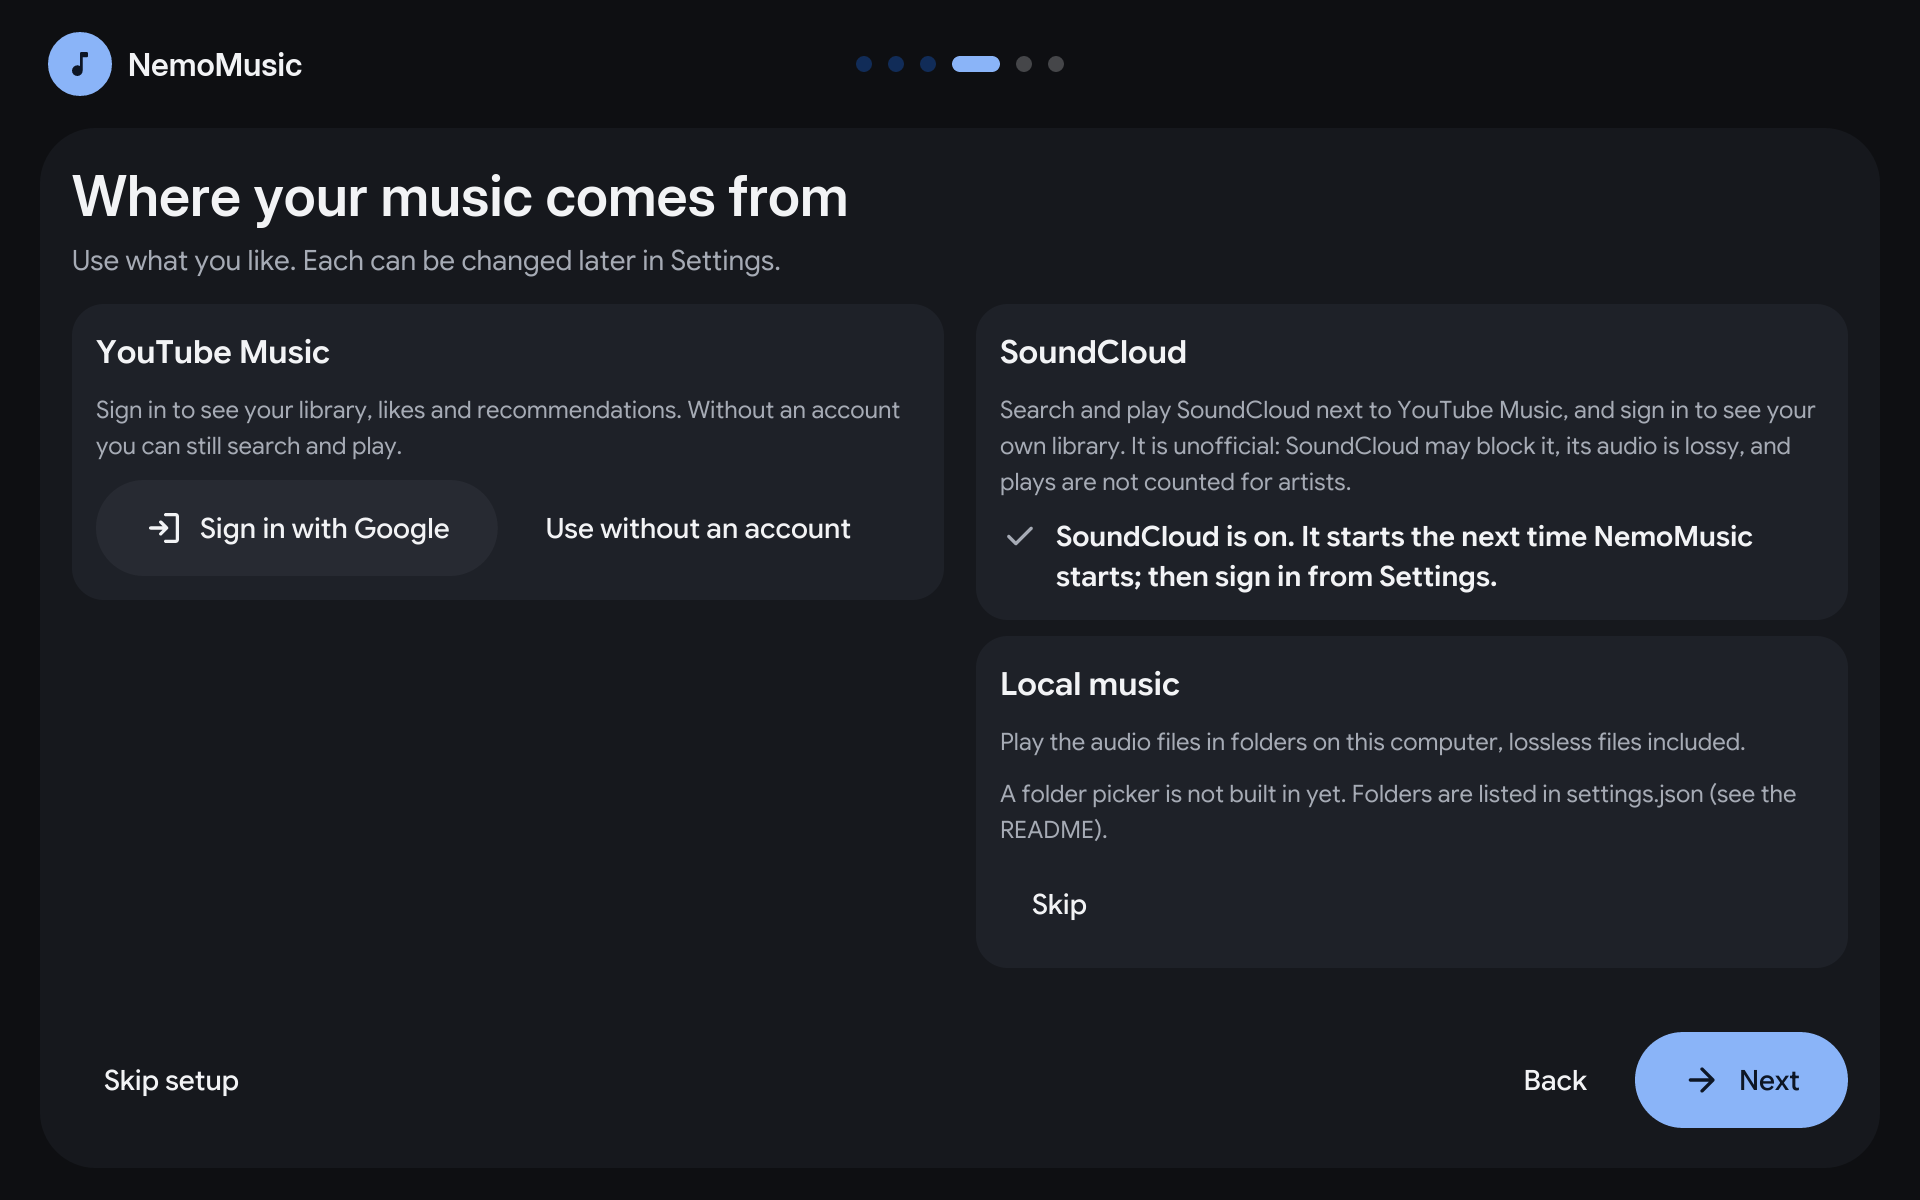 NemoMusic
Where your music comes from
Use what you like. Each can be changed later in Settings.
YouTube Music
Sign in to see your library, likes and recommendations. Without an account
you can still search and play.
Sign in with Google
Use without an account
SoundCloud
Search and play SoundCloud next to YouTube Music, and sign in to see your
own library. It is unofficial: SoundCloud may block it, its audio is lossy, and
plays are not counted for artists.
SoundCloud is on. It starts the next time NemoMusic
starts; then sign in from Settings.
Local music
Play the audio files in folders on this computer, lossless files included.
A folder picker is not built in yet. Folders are listed in settings.json (see the
README).
Skip
Skip setup
Back
Next